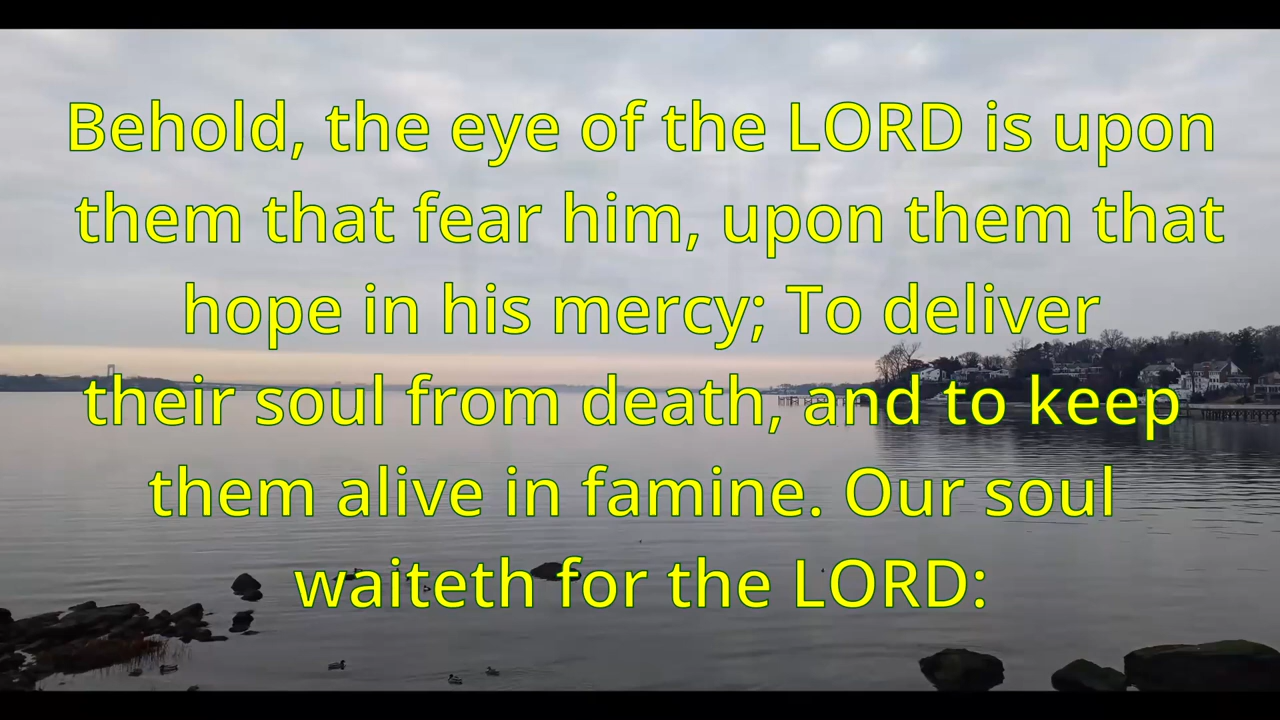 Behold, the eye of the LORD is upon
them that fear him, upon them that
hope in his mercy; To deliver
their soul from death, and to keep
them alive in famine. Our soul
waiteth for the LORD: